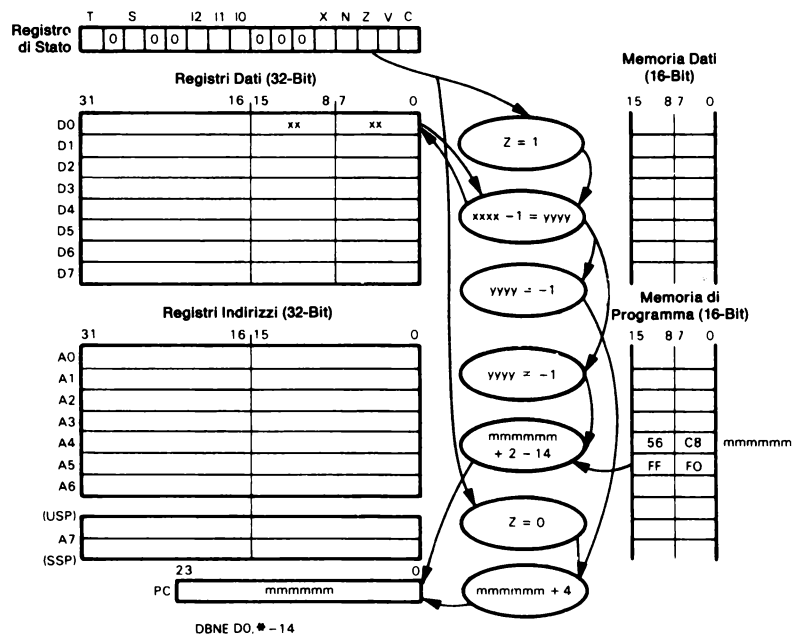 T S I2 I1 I0 X N Z V C
Registro
di Stato
0 0 0 0 0 0
Registri Dati (32-Bit)
31 16 15 8 7 0
D0 xx xx
D1
D2
D3
D4
D5
D6
D7
Registri Indirizzi (32-Bit)
31 16 15 0
A0
A1
A2
A3
A4
A5
A6
(USP)
A7
(SSP)
23 0
PC mmmmmm
DBNE D0,*-14
Z = 1
xxxx -1 = yyyy
yyyy = -1
yyyy ≠ -1
mmmmmm
+ 2 - 14
Z = 0
mmmmmm + 4
Memoria Dati
(16-Bit)
15 8 7 0
Memoria di
Programma (16-Bit)
15 8 7 0
56 C8 mmmmmm
FF F0